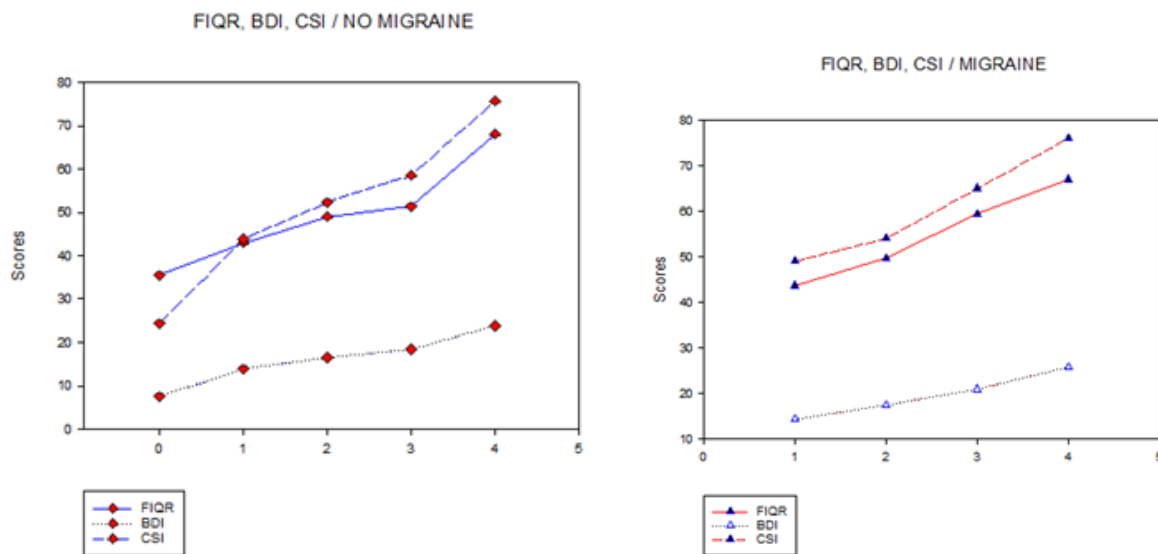 FIQR, BDI, CSI / NO MIGRAINE
80
70
60
50
40
30
20
10
0
Scores
0 1 2 3 4 5
FIQR
BDI
CSI
FIQR, BDI, CSI / MIGRAINE
80
70
60
50
40
30
20
10
Scores
0 1 2 3 4 5
FIQR
BDI
CSI